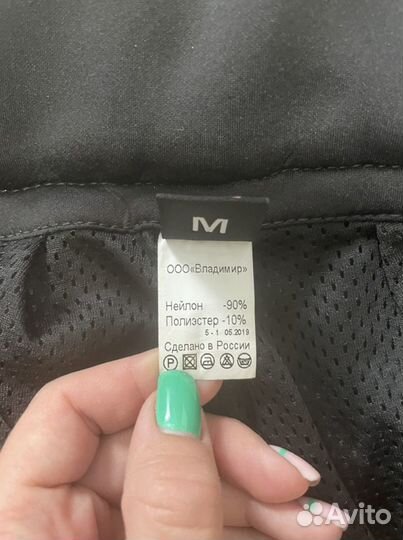 M
ООО«Владимир»
Нейлон -90%
Полиэстер -10%
5 - 1 05.2019
Сделано в России
P
Avito